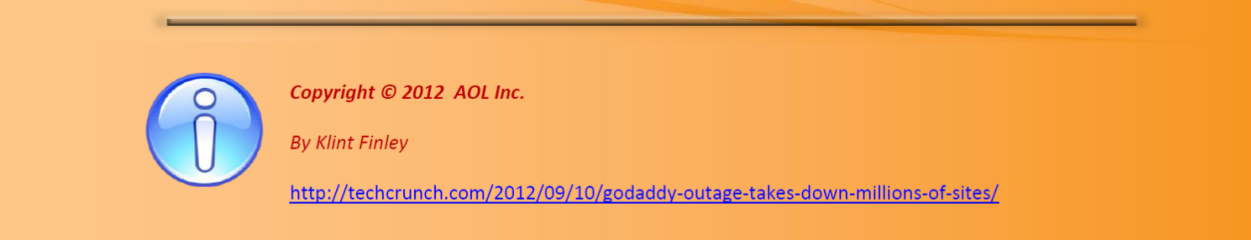 Copyright © 2012 AOL Inc.
By Klint Finley
http://techcrunch.com/2012/09/10/godaddy-outage-takes-down-millions-of-sites/